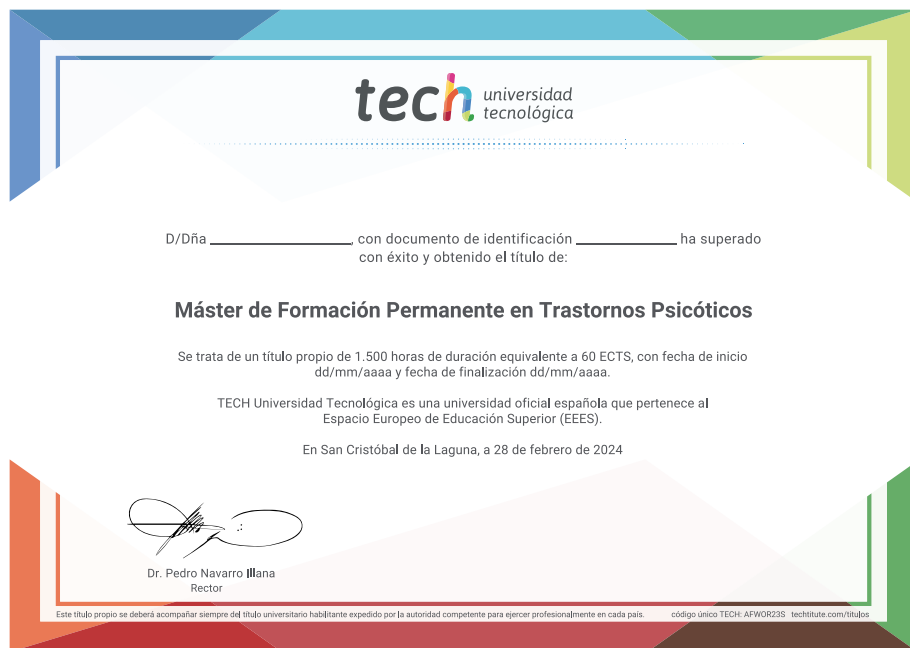 tech universidad
tecnológica
D/Dña ________________, con documento de identificación ____________ ha superado
con éxito y obtenido el título de:
Máster de Formación Permanente en Trastornos Psicóticos
Se trata de un título propio de 1.500 horas de duración equivalente a 60 ECTS, con fecha de inicio
dd/mm/aaaa y fecha de finalización dd/mm/aaaa.
TECH Universidad Tecnológica es una universidad oficial española que pertenece al
Espacio Europeo de Educación Superior (EEES).
En San Cristóbal de la Laguna, a 28 de febrero de 2024
Dr. Pedro Navarro Illana
Rector
Este título propio se deberá acompañar siempre del título universitario habilitante expedido por la autoridad competente para ejercer profesionalmente en cada país. código único TECH: AFWOR23S techtitute.com/titulos